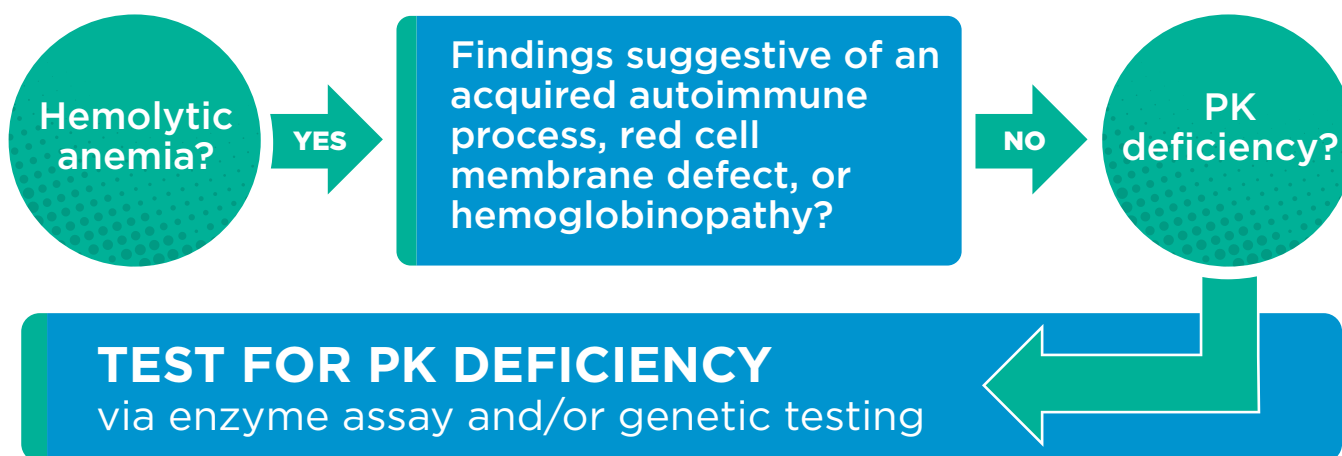 Hemolytic
anemia?
YES
Findings suggestive of an
acquired autoimmune
process, red cell
membrane defect, or
hemoglobinopathy?
NO
PK
deficiency?
TEST FOR PK DEFICIENCY
via enzyme assay and/or genetic testing